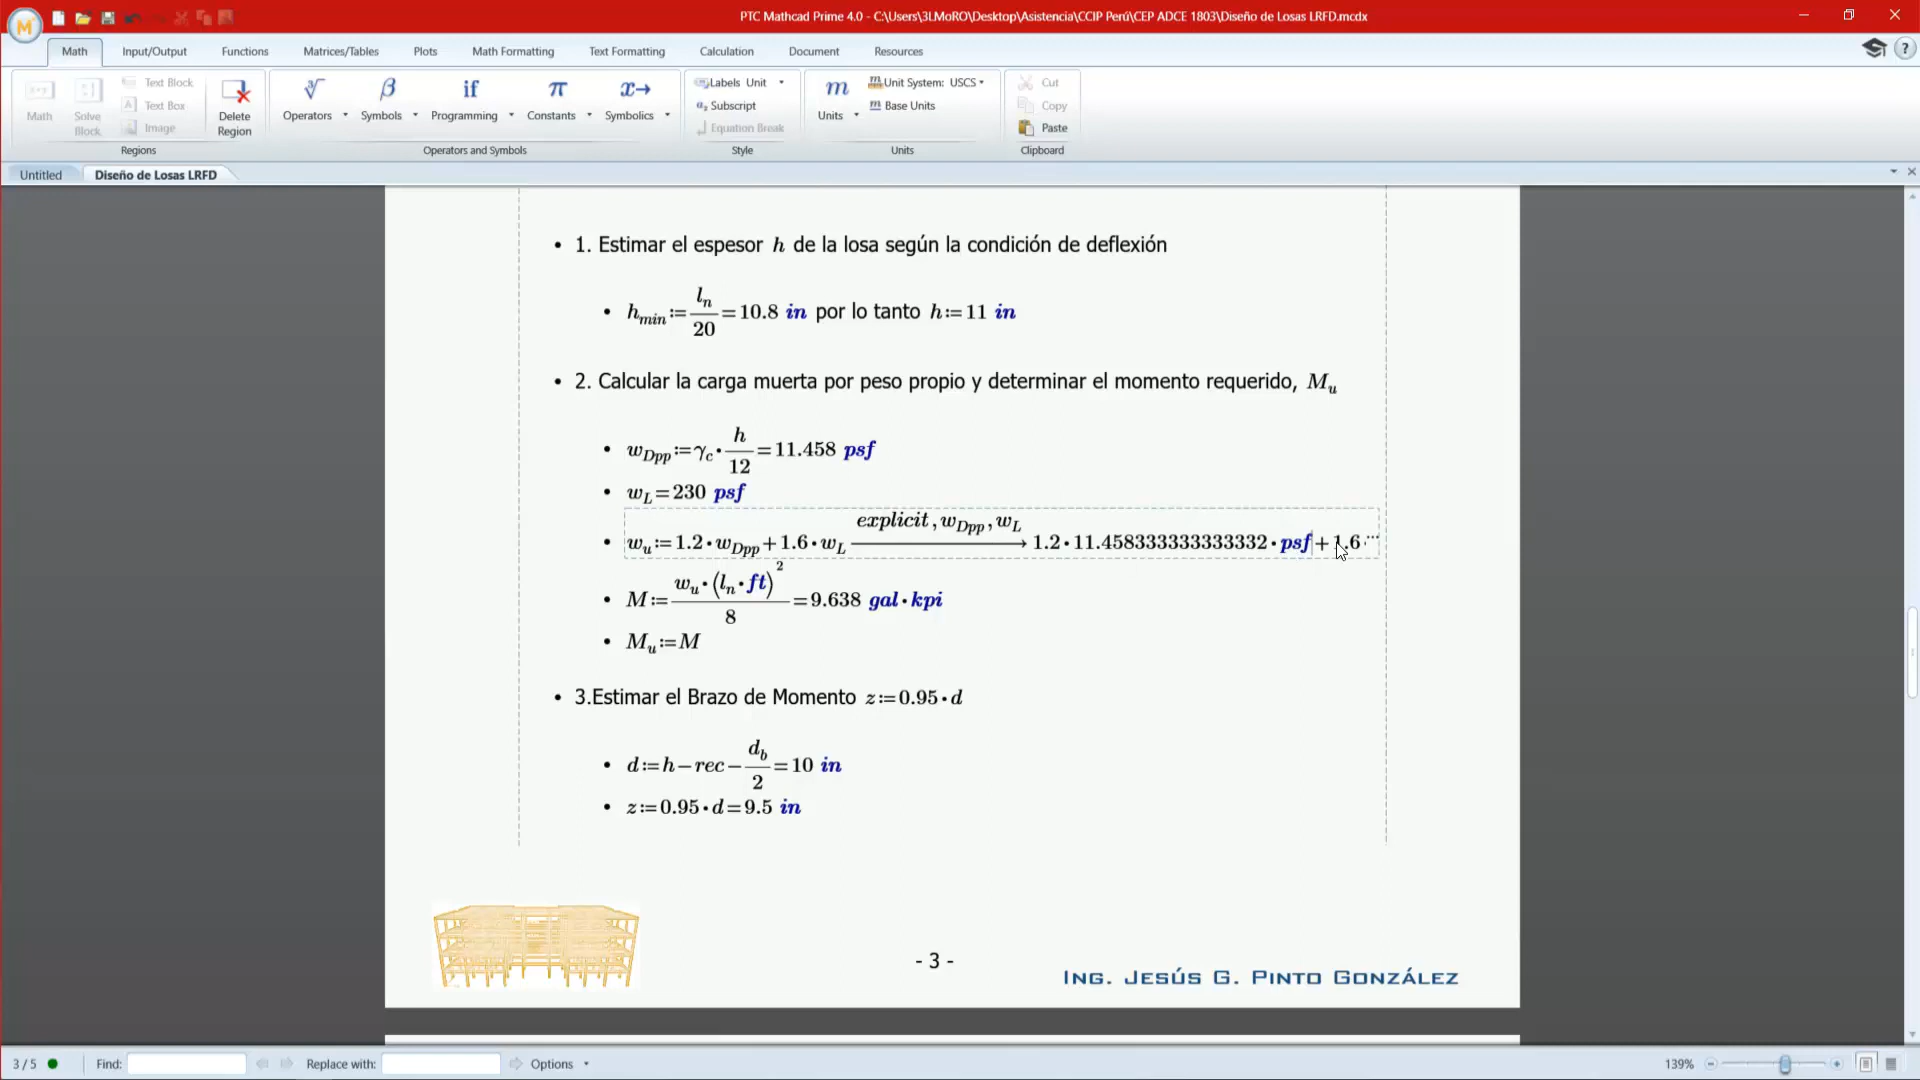 PTC Mathcad Prime 4.0 - C:\Users\3LMoRO\Desktop\Asistencia\CCIP Perú\CEP ADCE 1803\Diseño de Losas LRFD.mcdx
Math Input/Output Functions Matrices/Tables Plots Math Formatting Text Formatting Calculation Document Resources
Math
Solve Block
Text Block
Text Box
Image
Delete Region
Regions
Operators Symbols Programming Constants Symbolics
Operators and Symbols
Labels Unit
Subscript
Equation Break
Style
Units
Unit System: USCS
Base Units
Units
Cut
Copy
Paste
Clipboard
Untitled Diseño de Losas LRFD
• 1. Estimar el espesor h de la losa según la condición de deflexión
• h_min := l_n/20 = 10.8 in por lo tanto h := 11 in
• 2. Calcular la carga muerta por peso propio y determinar el momento requerido, M_u
• w_Dpp := γ_c · h/12 = 11.458 psf
• w_L = 230 psf
• w_u := 1.2 · w_Dpp + 1.6 · w_L explicit, w_Dpp, w_L → 1.2 · 11.458333333333332 · psf + 1.6 ···
• M := w_u · (l_n · ft)²/8 = 9.638 gal · kpi
• M_u := M
• 3.Estimar el Brazo de Momento z := 0.95 · d
• d := h − rec − d_b/2 = 10 in
• z := 0.95 · d = 9.5 in
- 3 -
Ing. Jesús G. Pinto González
3 / 5 Find: Replace with: Options 139%